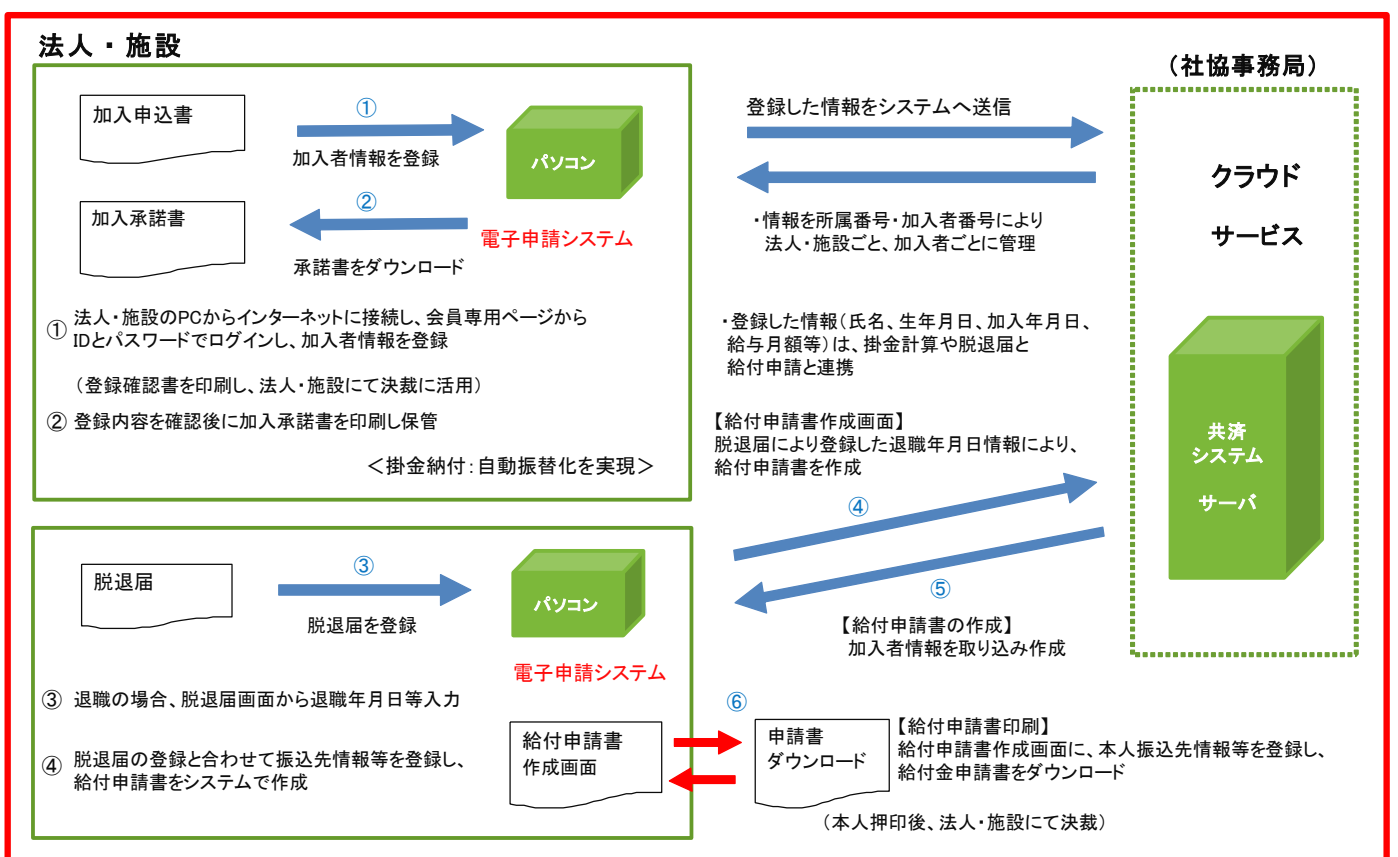 法人・施設
加入申込書
①
加入者情報を登録
パソコン
加入承諾書
②
承諾書をダウンロード
電子申請システム
① 法人・施設のPCからインターネットに接続し、会員専用ページから
IDとパスワードでログインし、加入者情報を登録
（登録確認書を印刷し、法人・施設にて決裁に活用）
② 登録内容を確認後に加入承諾書を印刷し保管
＜掛金納付：自動振替化を実現＞
登録した情報をシステムへ送信
・情報を所属番号・加入者番号により
法人・施設ごと、加入者ごとに管理
・登録した情報（氏名、生年月日、加入年月日、
給与月額等）は、掛金計算や脱退届と
給付申請と連携
【給付申請書作成画面】
脱退届により登録した退職年月日情報により、
給付申請書を作成
④
⑤
【給付申請書の作成】
加入者情報を取り込み作成
（社協事務局）
クラウド
サービス
共済
システム
サーバ
脱退届
③
脱退届を登録
パソコン
電子申請システム
③ 退職の場合、脱退届画面から退職年月日等入力
④ 脱退届の登録と合わせて振込先情報等を登録し、
給付申請書をシステムで作成
給付申請書
作成画面
⑥
申請書
ダウンロード
【給付申請書印刷】
給付申請書作成画面に、本人振込先情報等を登録し、
給付金申請書をダウンロード
（本人押印後、法人・施設にて決裁）